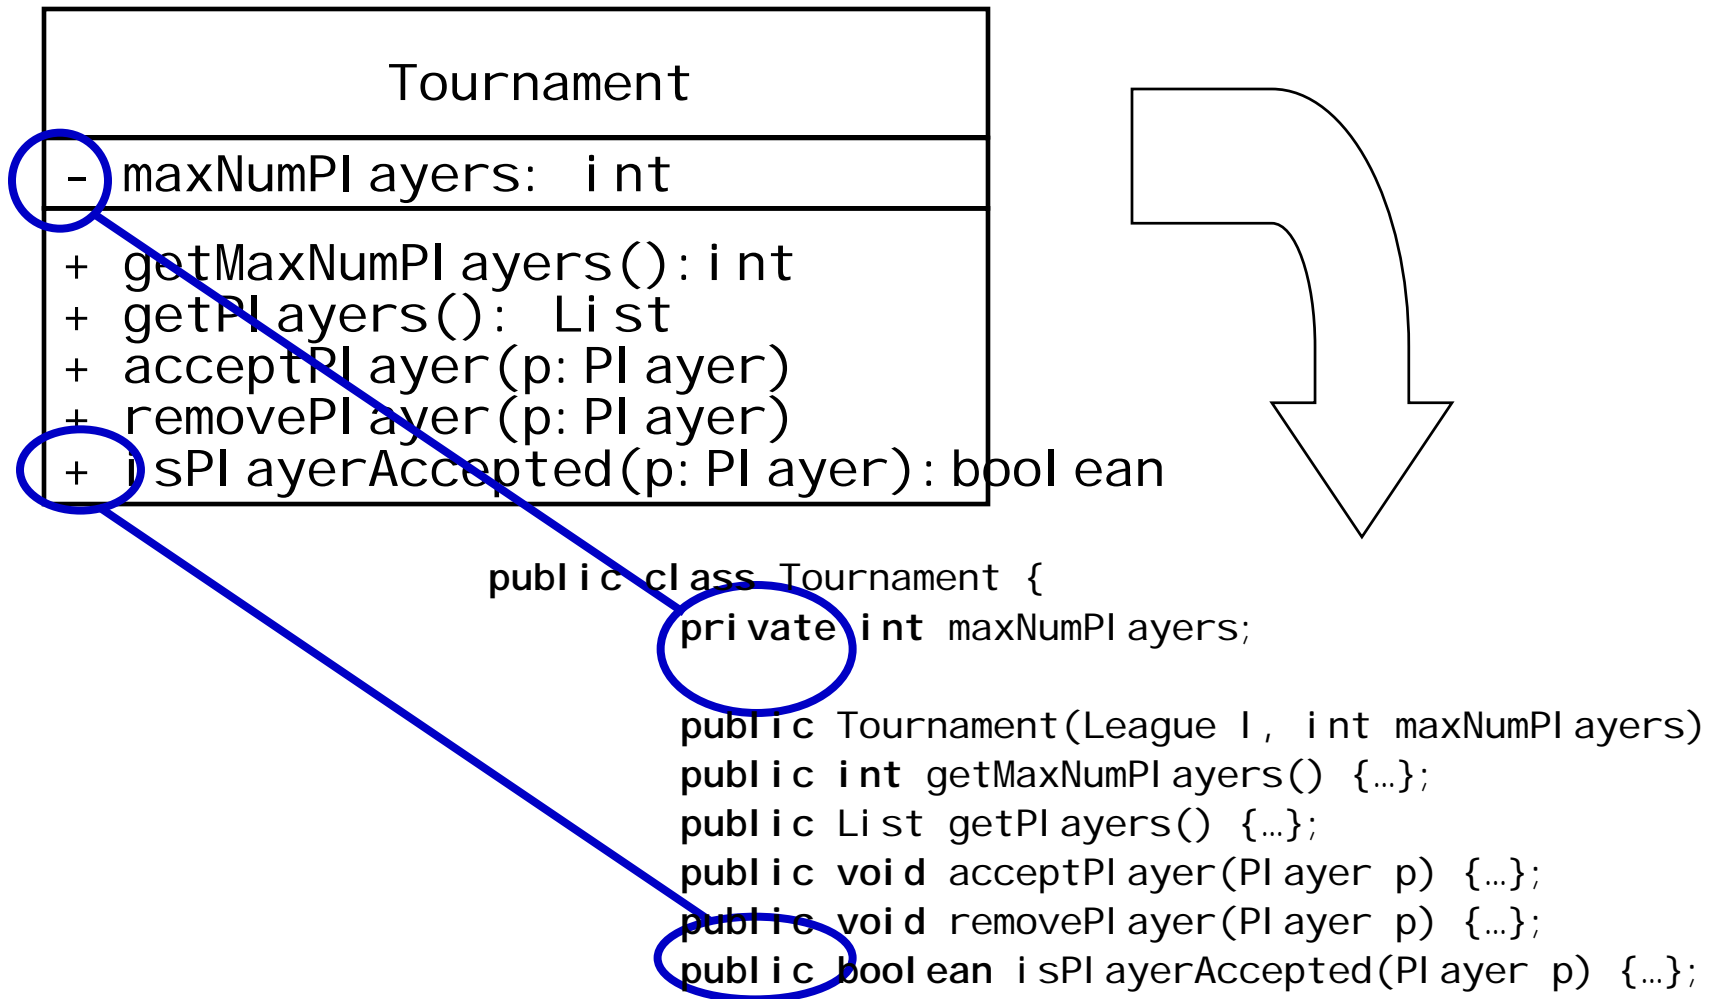 Tournament
- maxNumPlayers: int
+ getMaxNumPlayers():int
+ getPlayers(): List
+ acceptPlayer(p:Player)
+ removePlayer(p:Player)
+ isPlayerAccepted(p:Player):boolean
public class Tournament {
private int maxNumPlayers;
public Tournament(League l, int maxNumPlayers)
public int getMaxNumPlayers() {…};
public List getPlayers() {…};
public void acceptPlayer(Player p) {…};
public void removePlayer(Player p) {…};
public boolean isPlayerAccepted(Player p) {…};